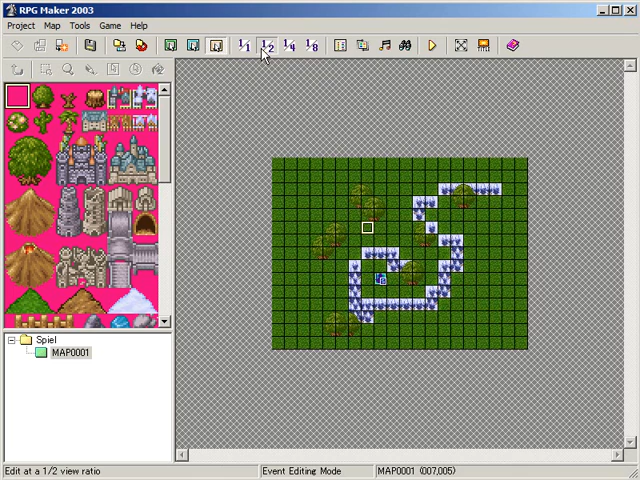 RPG Maker 2003
Project Map Tools Game Help
1/1 1/2 1/4 1/8
Spiel
MAP0001
Edit at a 1/2 view ratio Event Editing Mode MAP0001 (007,005)